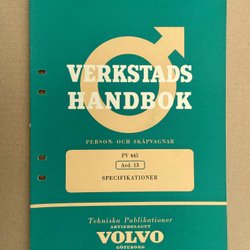 VERKSTADS
HANDBOK
PERSON- OCH SKÅPVAGNAR
PV 445
Avd. 13
SPECIFIKATIONER
Tekniska Publikationer
AKTIEBOLAGET
VOLVO
GÖTEBORG